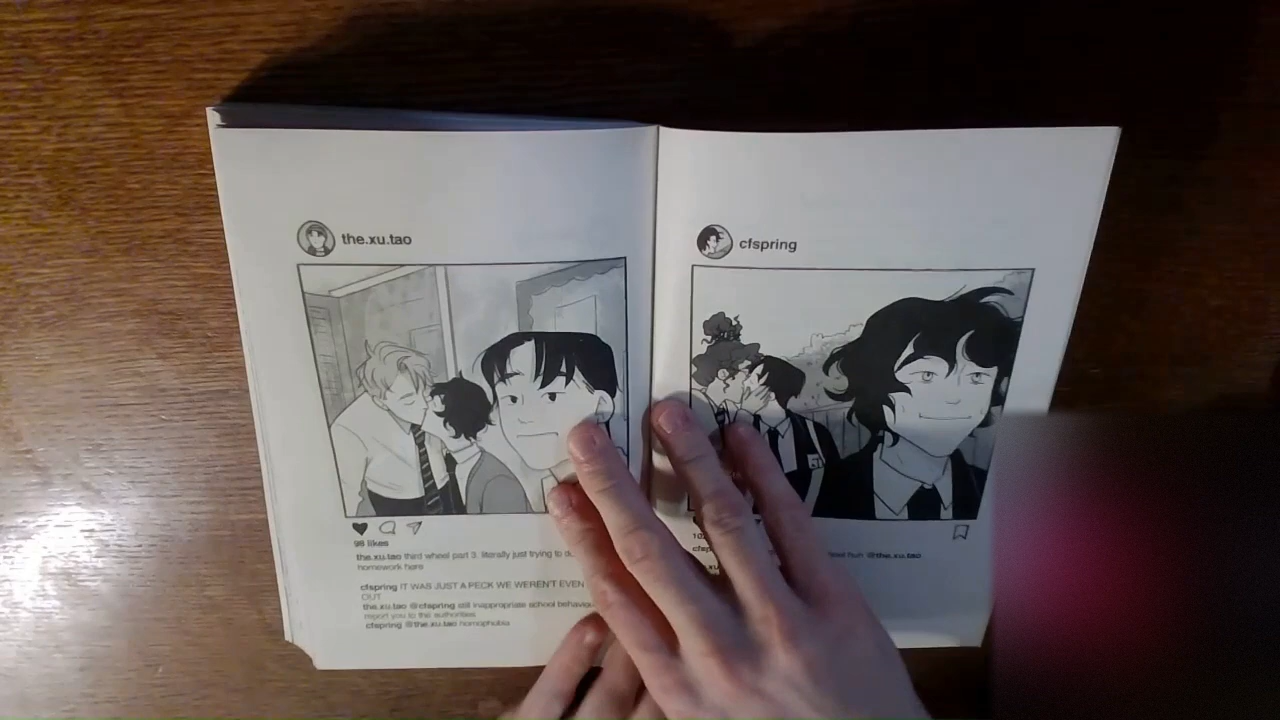 the.xu.tao
98 likes
the.xu.tao third wheel part 3. literally just trying to do
homework here
cfspring IT WAS JUST A PECK WE WEREN'T EVEN
OUT
the.xu.tao @cfspring still inappropriate school behaviour
report you to the authorities
cfspring @the.xu.tao homophobia
cfspring
@the.xu.tao